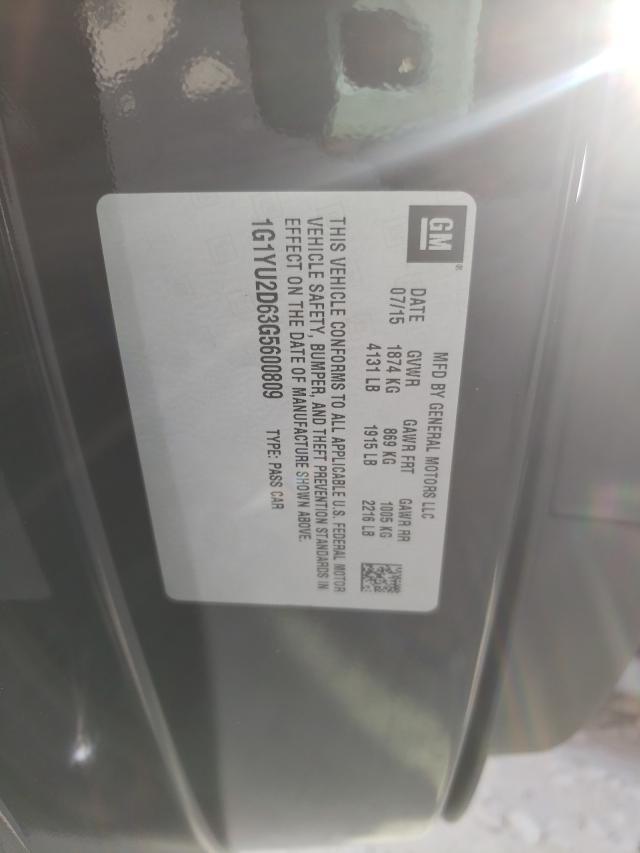 GM®
MFD BY GENERAL MOTORS LLC
DATE GVWR GAWR FRT GAWR RR
07/15 1874 KG 869 KG 1005 KG
4131 LB 1915 LB 2216 LB
THIS VEHICLE CONFORMS TO ALL APPLICABLE U.S. FEDERAL MOTOR
VEHICLE SAFETY, BUMPER, AND THEFT PREVENTION STANDARDS IN
EFFECT ON THE DATE OF MANUFACTURE SHOWN ABOVE.
1G1YU2D63G5600809 TYPE: PASS CAR